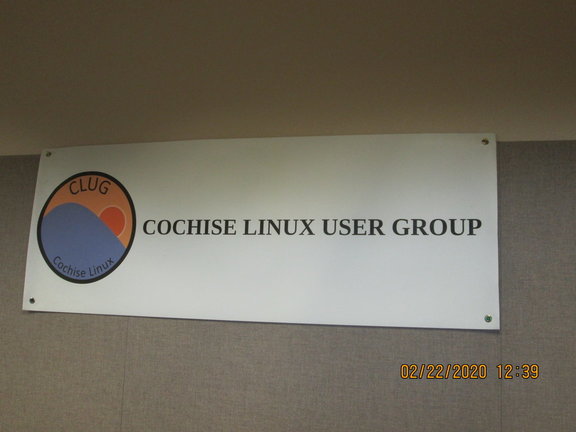 CLUG
Cochise Linux
COCHISE LINUX USER GROUP
02/22/2020 12:39